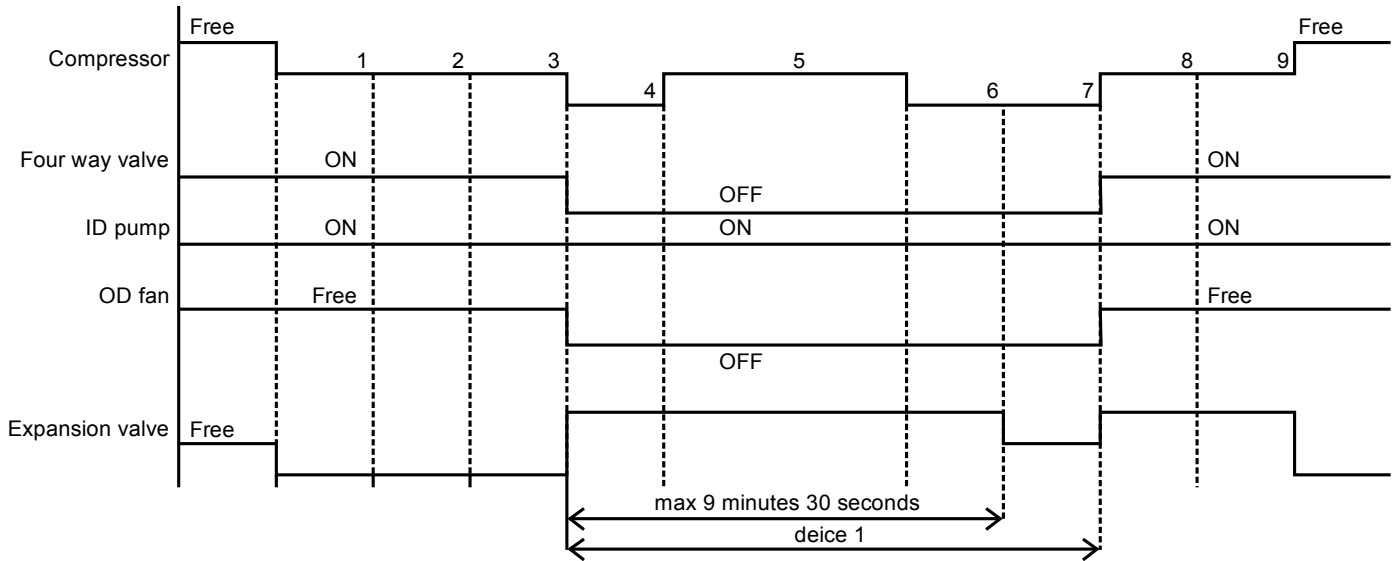 Free Free
Compressor 1 2 3 4 5 6 7 8 9
Four way valve ON OFF ON
ID pump ON ON ON
OD fan Free OFF Free
Expansion valve Free
max 9 minutes 30 seconds
deice 1